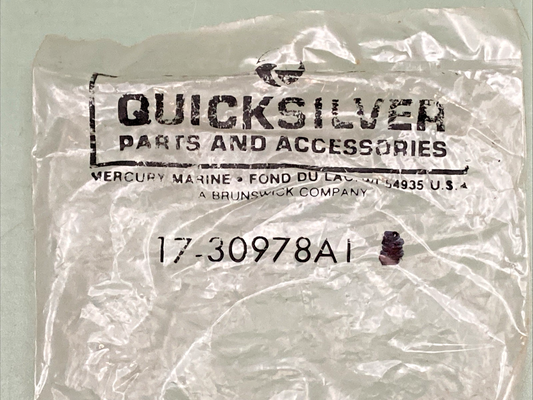 QUICKSILVER
PARTS AND ACCESSORIES
MERCURY MARINE • FOND DU LAC, WI 54935 U.S.A
A BRUNSWICK COMPANY
17-30978A1